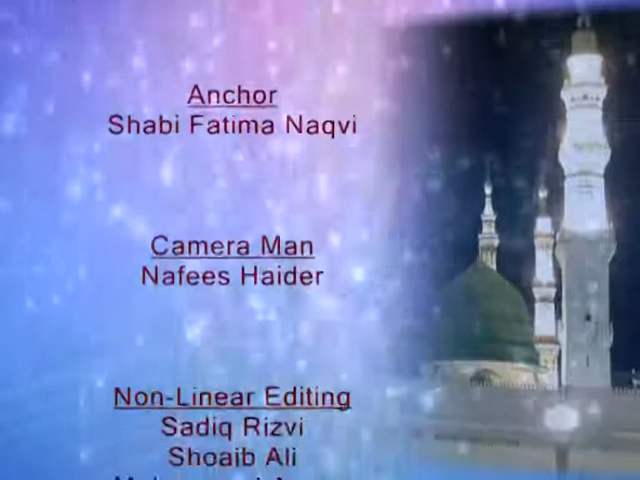 Anchor
Shabi Fatima Naqvi
Camera Man
Nafees Haider
Non-Linear Editing
Sadiq Rizvi
Shoaib Ali